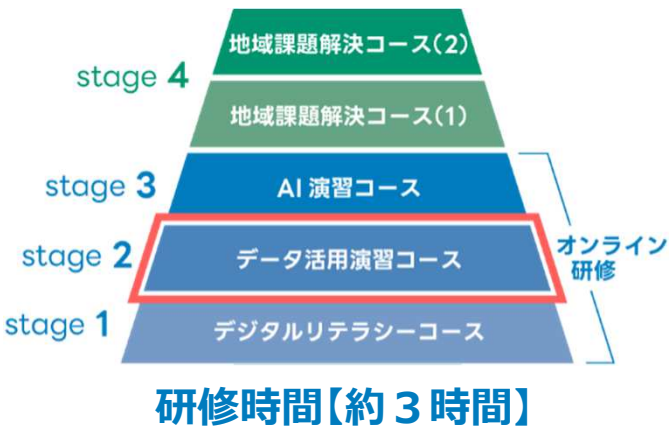 地域課題解決コース(2)
stage 4
地域課題解決コース(1)
stage 3
AI 演習コース
stage 2
データ活用演習コース
オンライン
研修
stage 1
デジタルリテラシーコース
研修時間【約３時間】